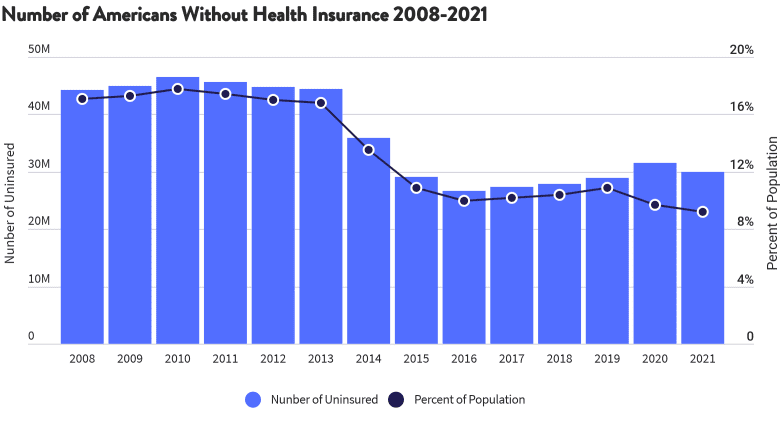 Number of Americans Without Health Insurance 2008-2021
50M
20%
40M
16%
30M
12%
20M
8%
10M
4%
0
0
Nunber of Uninsured
Percent of Population
2008 2009 2010 2011 2012 2013 2014 2015 2016 2017 2018 2019 2020 2021
Nunber of Uninsured Percent of Population